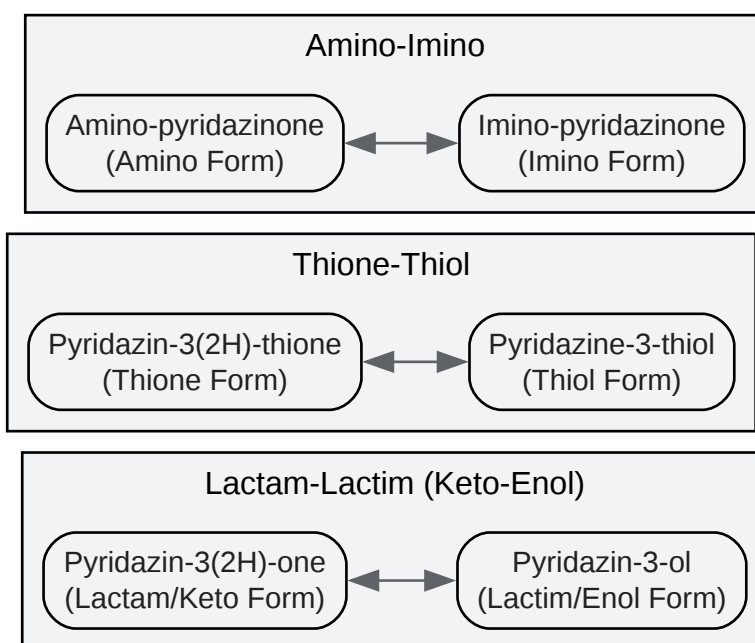 Amino-Imino
Amino-pyridazinone
(Amino Form)
Imino-pyridazinone
(Imino Form)
Thione-Thiol
Pyridazin-3(2H)-thione
(Thione Form)
Pyridazine-3-thiol
(Thiol Form)
Lactam-Lactim (Keto-Enol)
Pyridazin-3(2H)-one
(Lactam/Keto Form)
Pyridazin-3-ol
(Lactim/Enol Form)